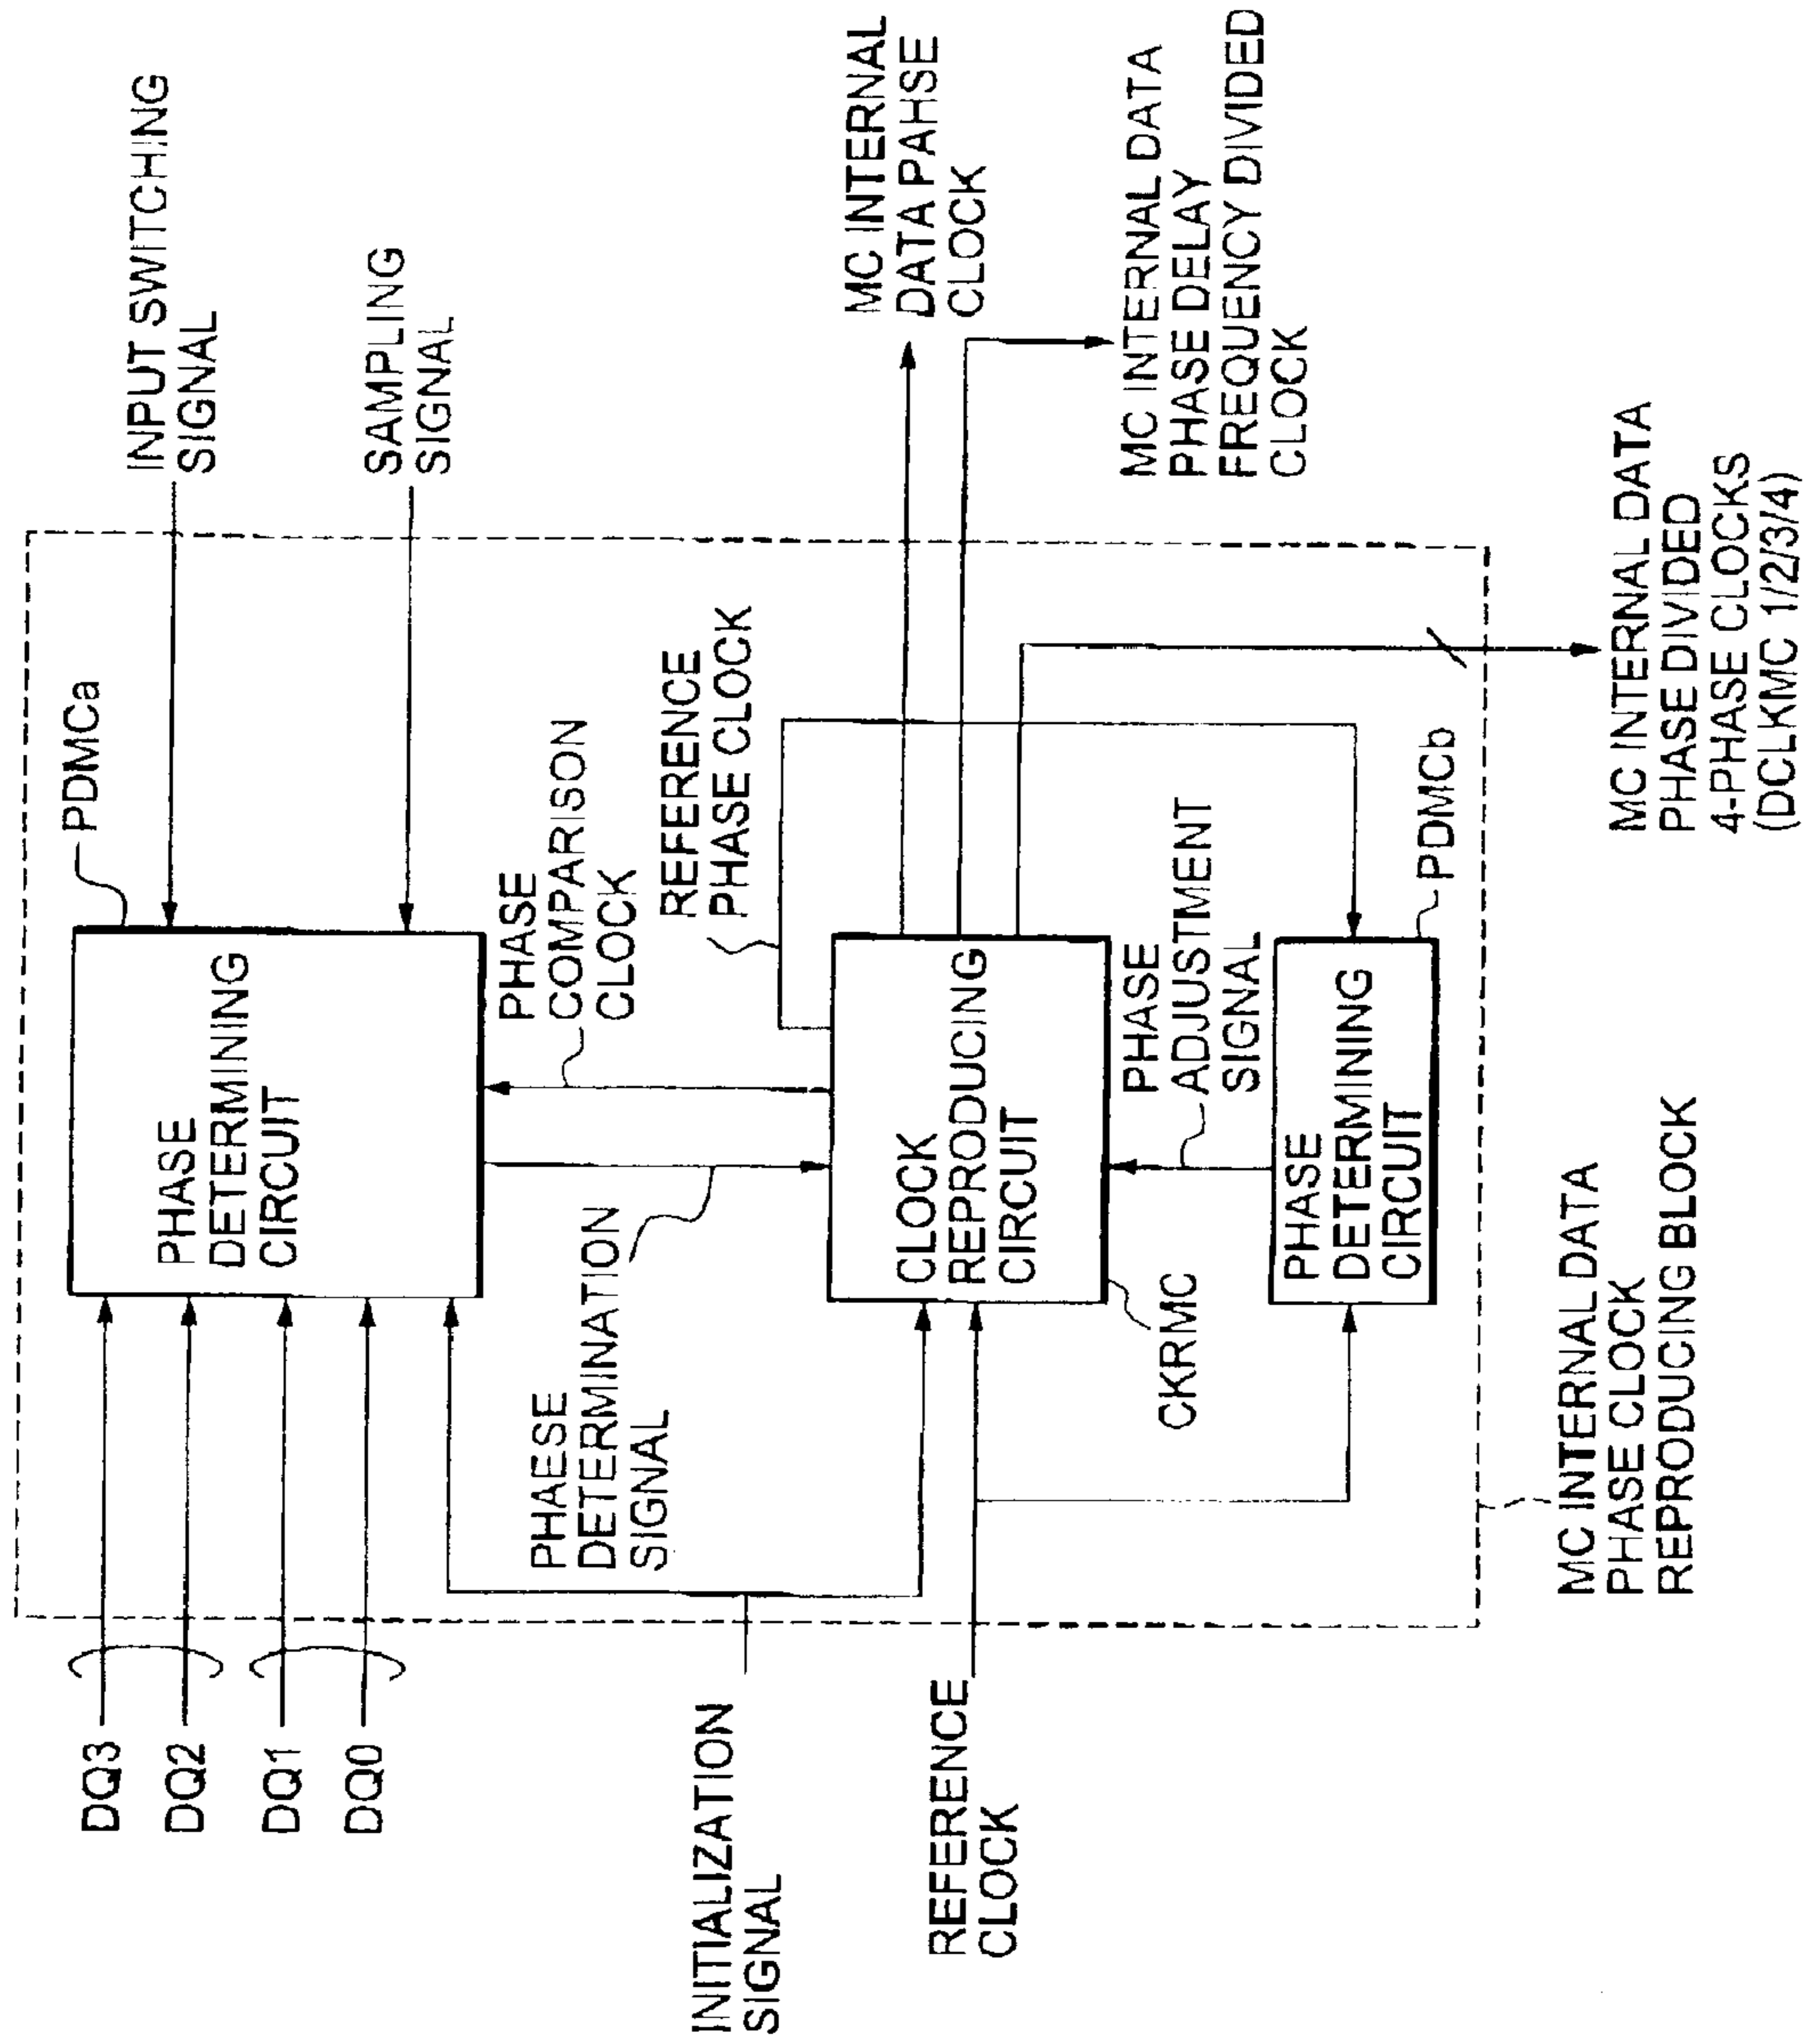 DQ3
DQ2
DQ1
DQ0
INITIALIZATION
SIGNAL
REFERENCE
CLOCK
PHASE
DETERMINING
CIRCUIT
PDMCa
INPUT SWITCHING
SIGNAL
SAMPLING
SIGNAL
PHAESE
DETERMINATION
SIGNAL
PHASE
COMPARISON
CLOCK
REFERENCE
PHASE CLOCK
CLOCK
REPRODUCING
CIRCUIT
CKRMC
PHASE
ADJUSTMENT
SIGNAL
PHASE
DETERMINING
CIRCUIT
PDMCb
MC INTERNAL
DATA PAHSE
CLOCK
MC INTERNAL DATA
PHASE DELAY
FREQUENCY DIVIDED
CLOCK
MC INTERNAL DATA
PHASE DIVIDED
4-PHASE CLOCKS
(DCLKMC 1/2/3/4)
MC INTERNAL DATA
PHASE CLOCK
REPRODUCING BLOCK